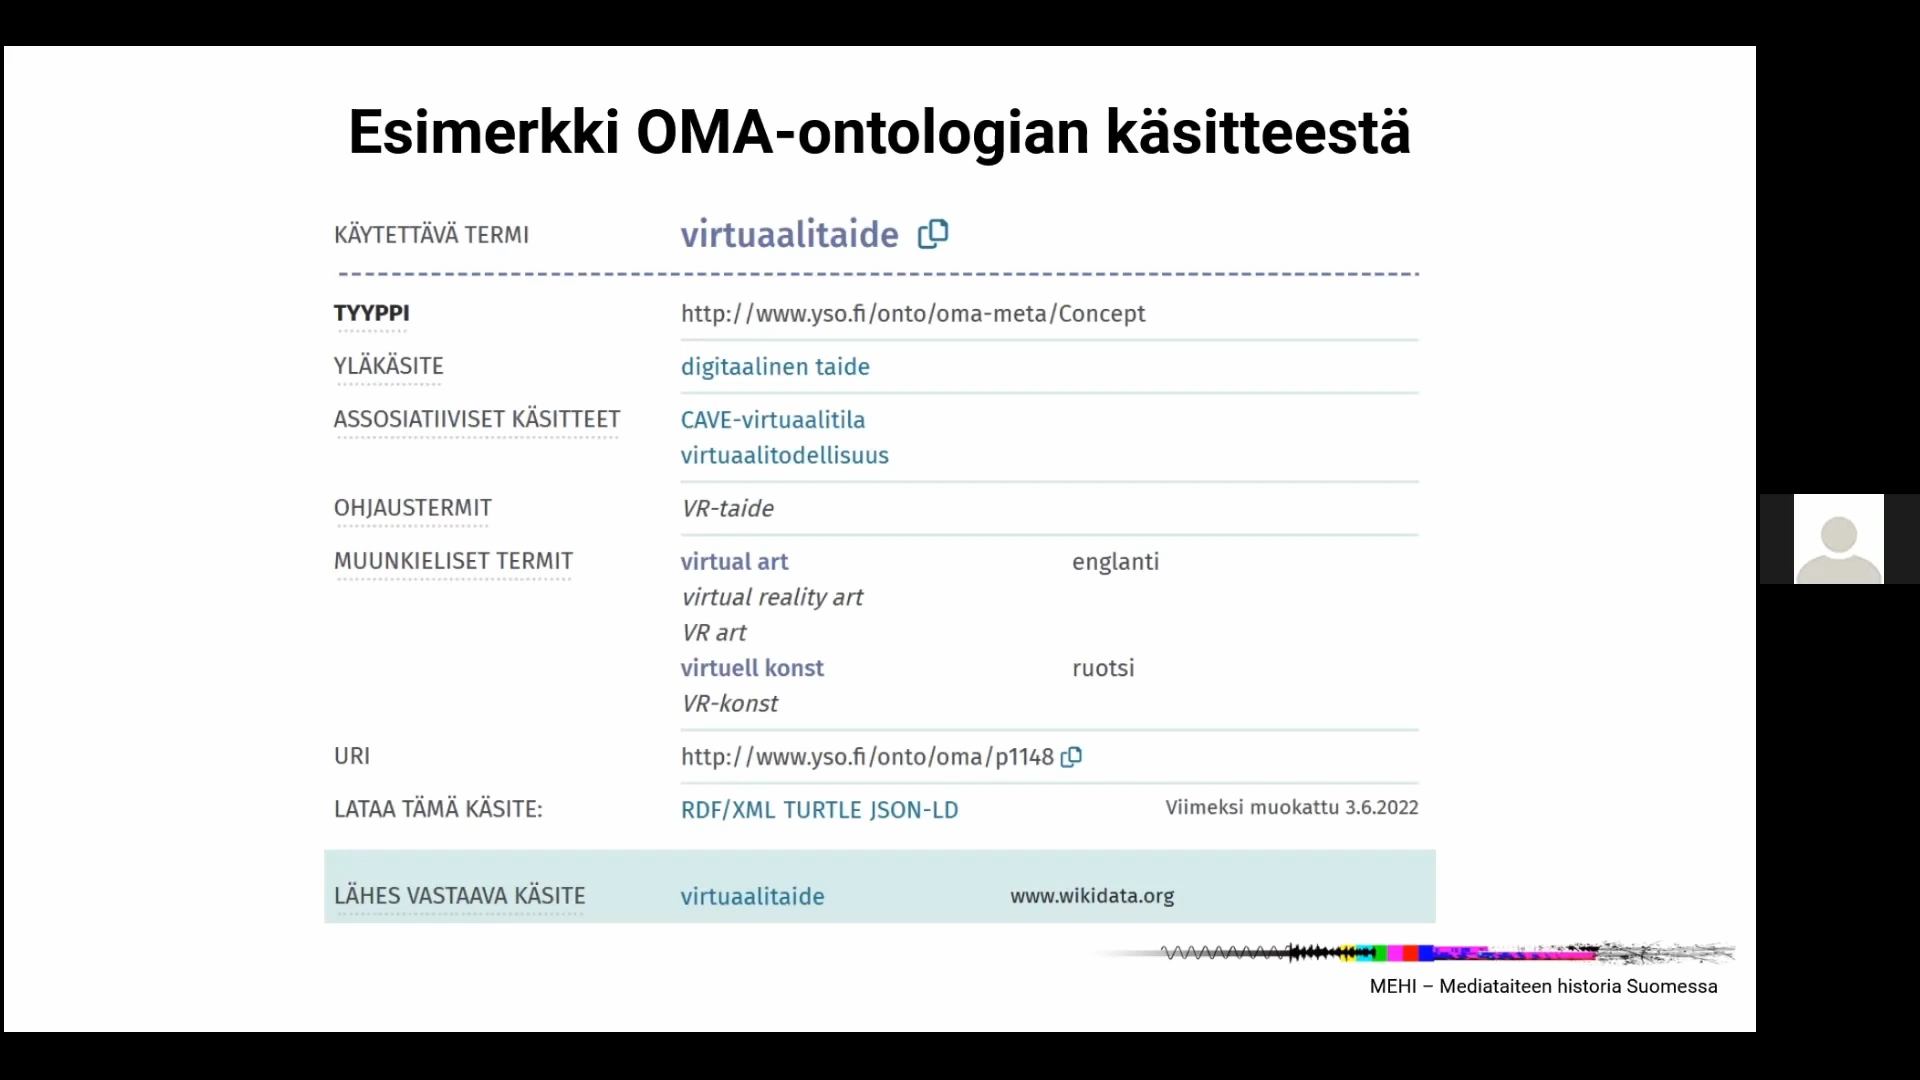 Esimerkki OMA-ontologian käsitteestä
KÄYTETTÄVÄ TERMI virtuaalitaide
TYYPPI http://www.yso.fi/onto/oma-meta/Concept
YLÄKÄSITE digitaalinen taide
ASSOSIATIIVISET KÄSITTEET CAVE-virtuaalitila
virtuaalitodellisuus
OHJAUSTERMIT VR-taide
MUUNKIELISET TERMIT virtual art englanti
virtual reality art
VR art
virtuell konst ruotsi
VR-konst
URI http://www.yso.fi/onto/oma/p1148
LATAA TÄMÄ KÄSITE: RDF/XML TURTLE JSON-LD Viimeksi muokattu 3.6.2022
LÄHES VASTAAVA KÄSITE virtuaalitaide www.wikidata.org
MEHI – Mediataiteen historia Suomessa